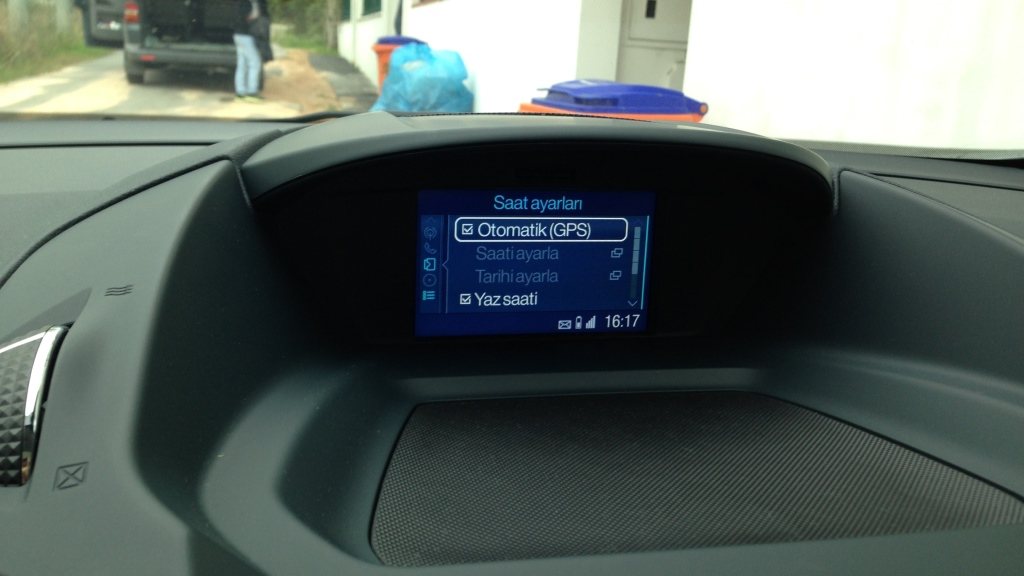 Saat ayarları
Otomatik (GPS)
Saati ayarla
Tarihi ayarla
Yaz saati
16:17